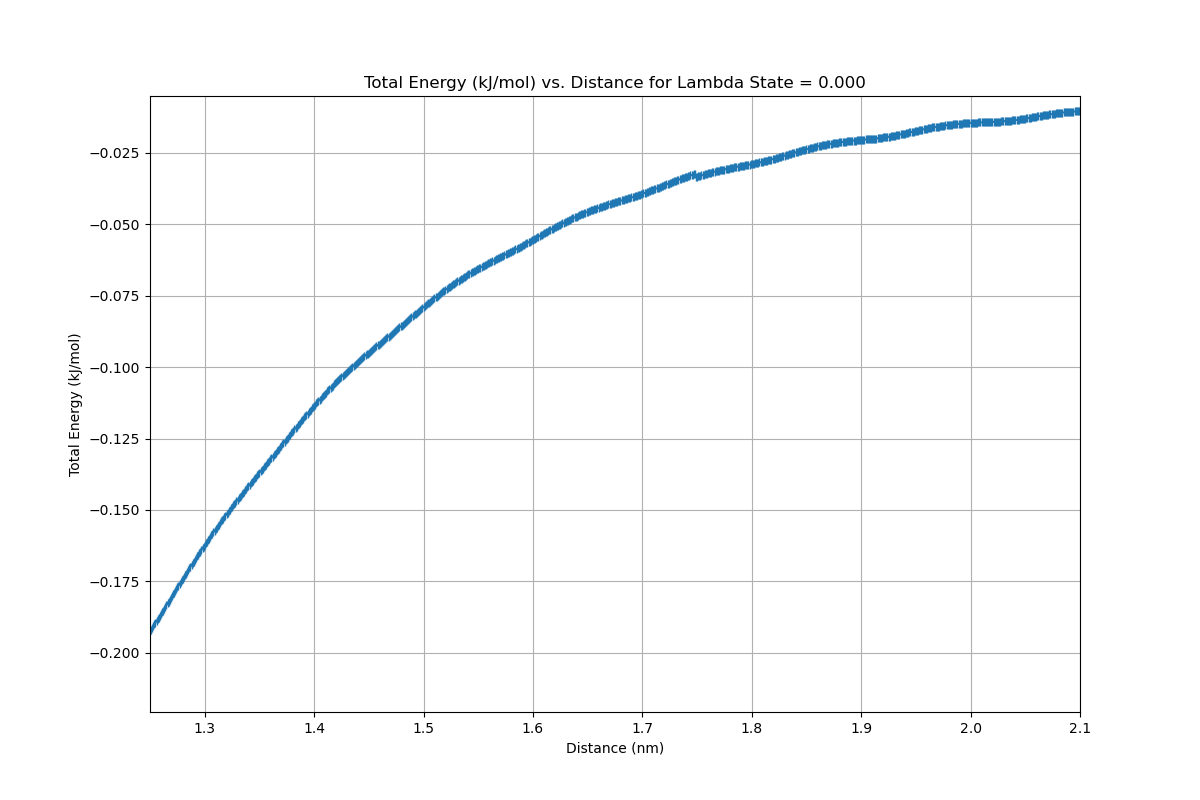 Total Energy (kJ/mol) vs. Distance for Lambda State = 0.000
−0.025
−0.050
−0.075
−0.100
−0.125
−0.150
−0.175
−0.200
Total Energy (kJ/mol)
1.3 1.4 1.5 1.6 1.7 1.8 1.9 2.0 2.1
Distance (nm)